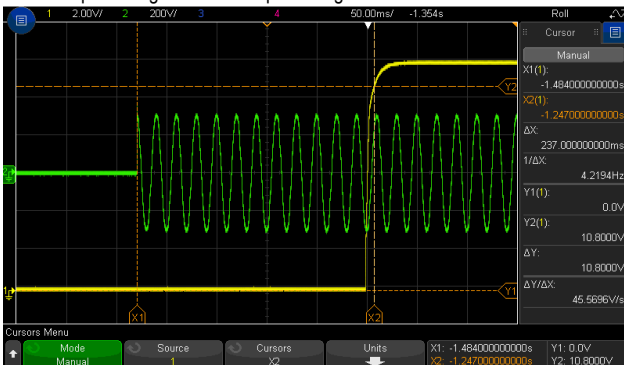 1 2.00V/ 2 200V/ 3 4 50.00ms/ -1.354s Roll
Cursor
Manual
X1(1):
-1.484000000000s
X2(1):
-1.247000000000s
ΔX:
237.000000000ms
1/ΔX:
4.2194Hz
Y1(1):
0.0V
Y2(1):
10.8000V
ΔY:
10.8000V
ΔY/ΔX:
45.5696V/s
Y2
2
1
Y1
X1 X2
Cursors Menu
Mode Source Cursors Units X1: -1.484000000000s Y1: 0.0V
Manual 1 X2 X2: -1.247000000000s Y2: 10.8000V